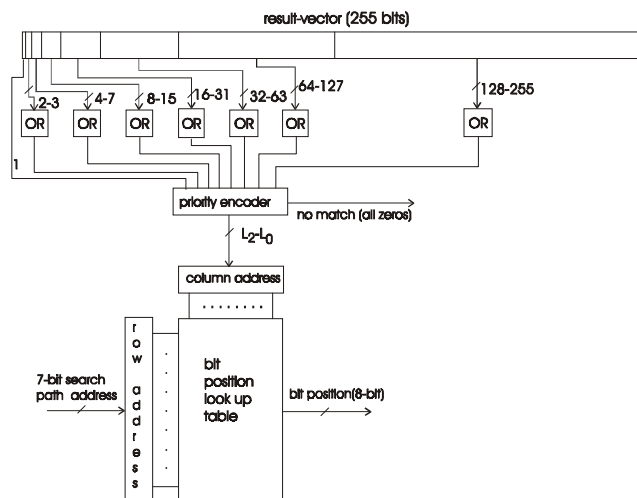 result-vector (255 bits)
2-3
4-7
8-15
16-31
32-63
64-127
128-255
OR
OR
OR
OR
OR
OR
OR
1
priority encoder
no match (all zeros)
L2-L0
column address
........
7-bit search
path address
row address
bit
position
look up
table
bit position(8-bit)